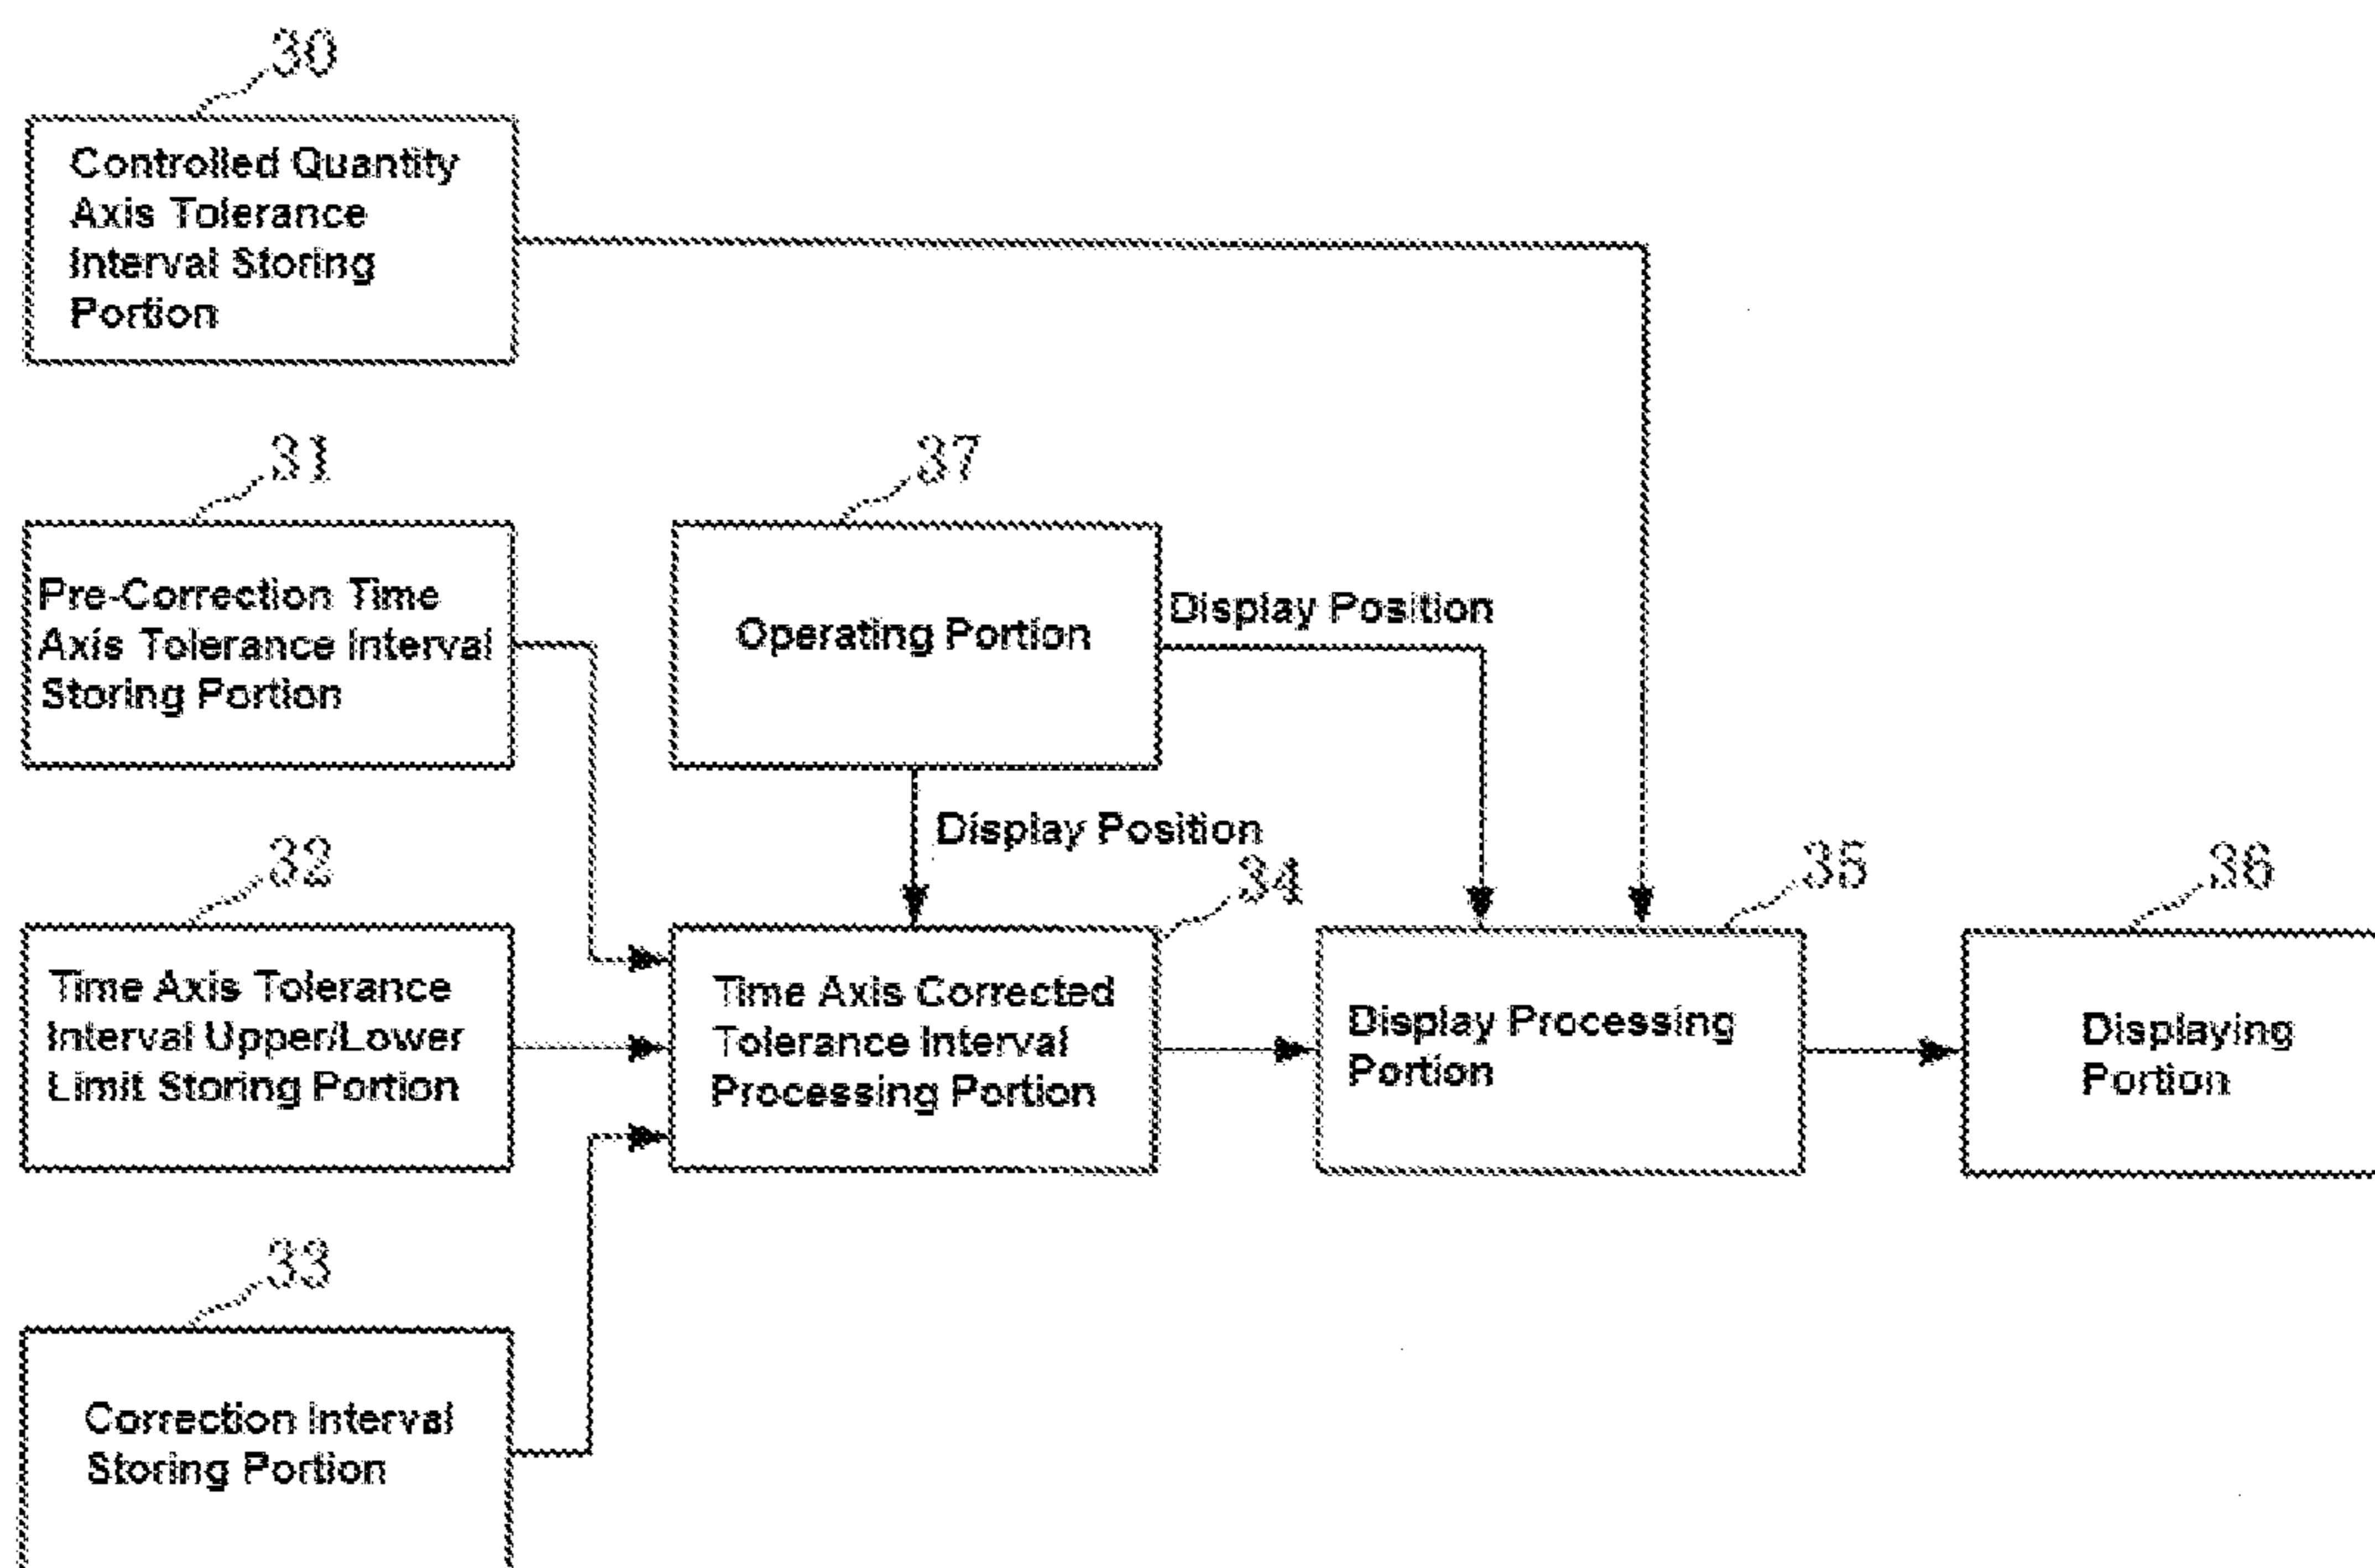 30
Controlled Quantity
Axis Tolerance
Interval Storing
Portion
31
Pre-Correction Time
Axis Tolerance Interval
Storing Portion
37
Operating Portion
Display Position
Display Position
32
Time Axis Tolerance
Interval Upper/Lower
Limit Storing Portion
34
Time Axis Corrected
Tolerance Interval
Processing Portion
35
Display Processing
Portion
36
Displaying
Portion
33
Correction Interval
Storing Portion